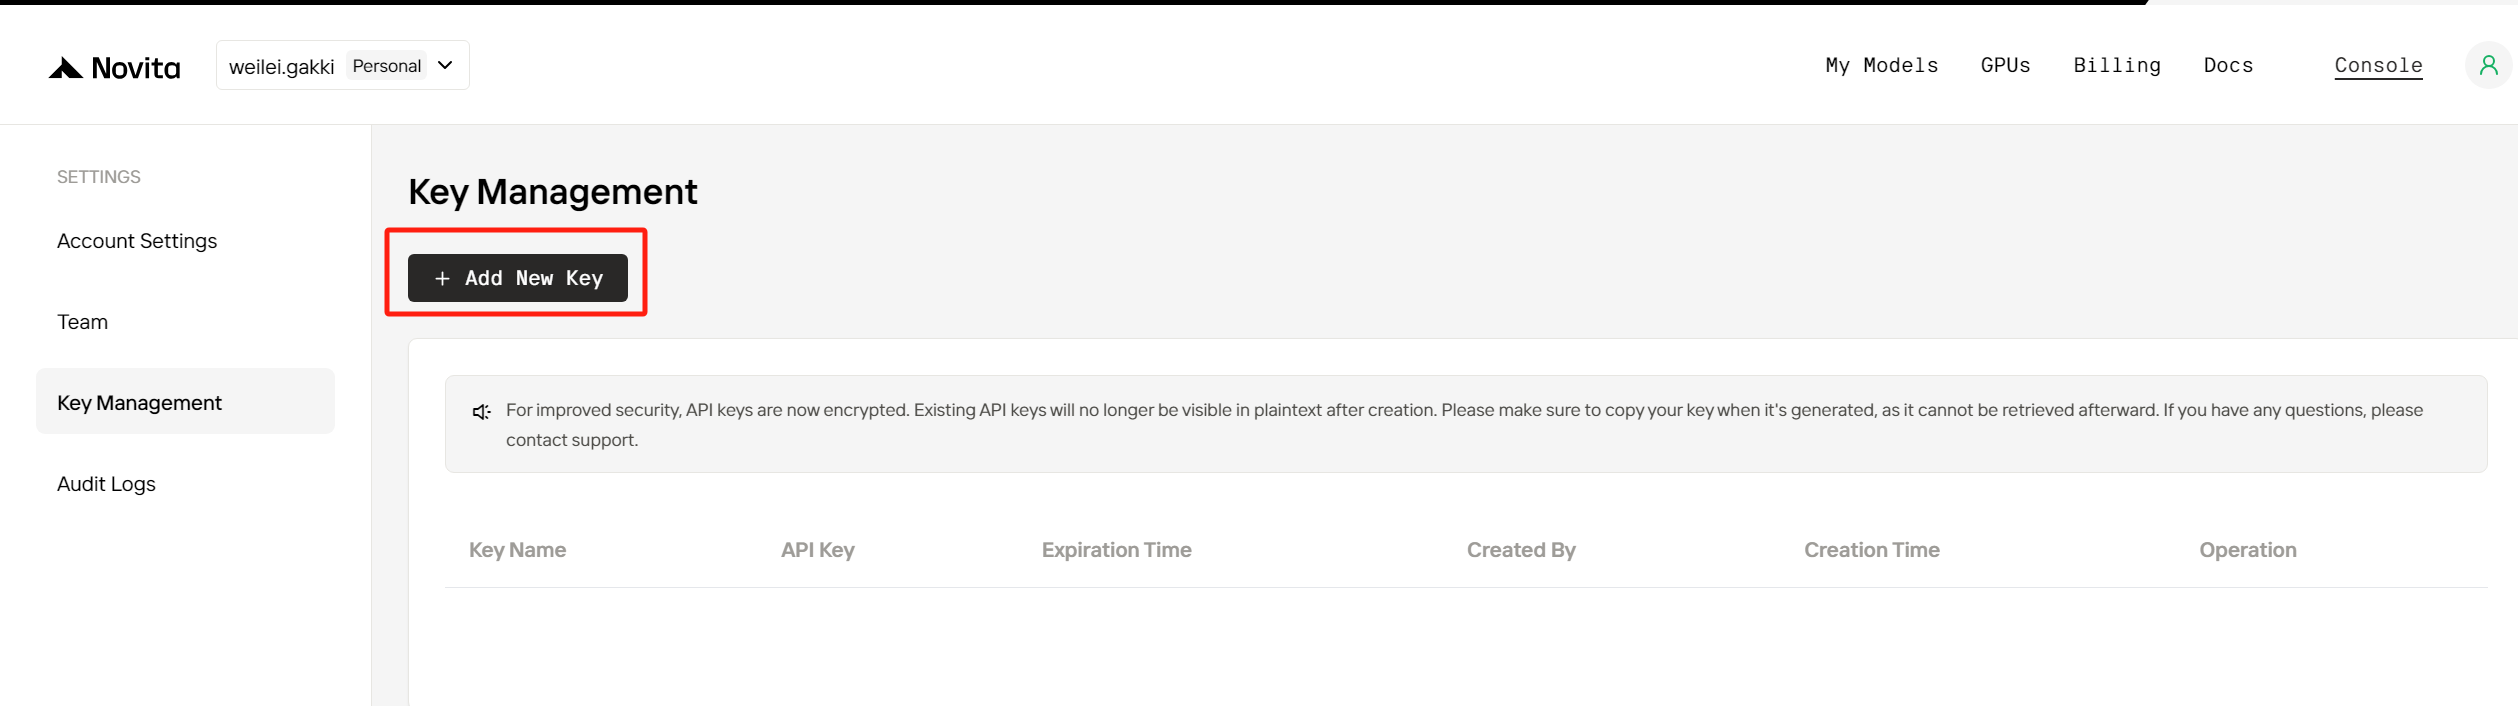 Novita
weilei.gakki Personal
My Models GPUs Billing Docs Console
SETTINGS
Account Settings
Team
Key Management
Audit Logs
Key Management
+ Add New Key
For improved security, API keys are now encrypted. Existing API keys will no longer be visible in plaintext after creation. Please make sure to copy your key when it's generated, as it cannot be retrieved afterward. If you have any questions, please
contact support.
Key Name API Key Expiration Time Created By Creation Time Operation